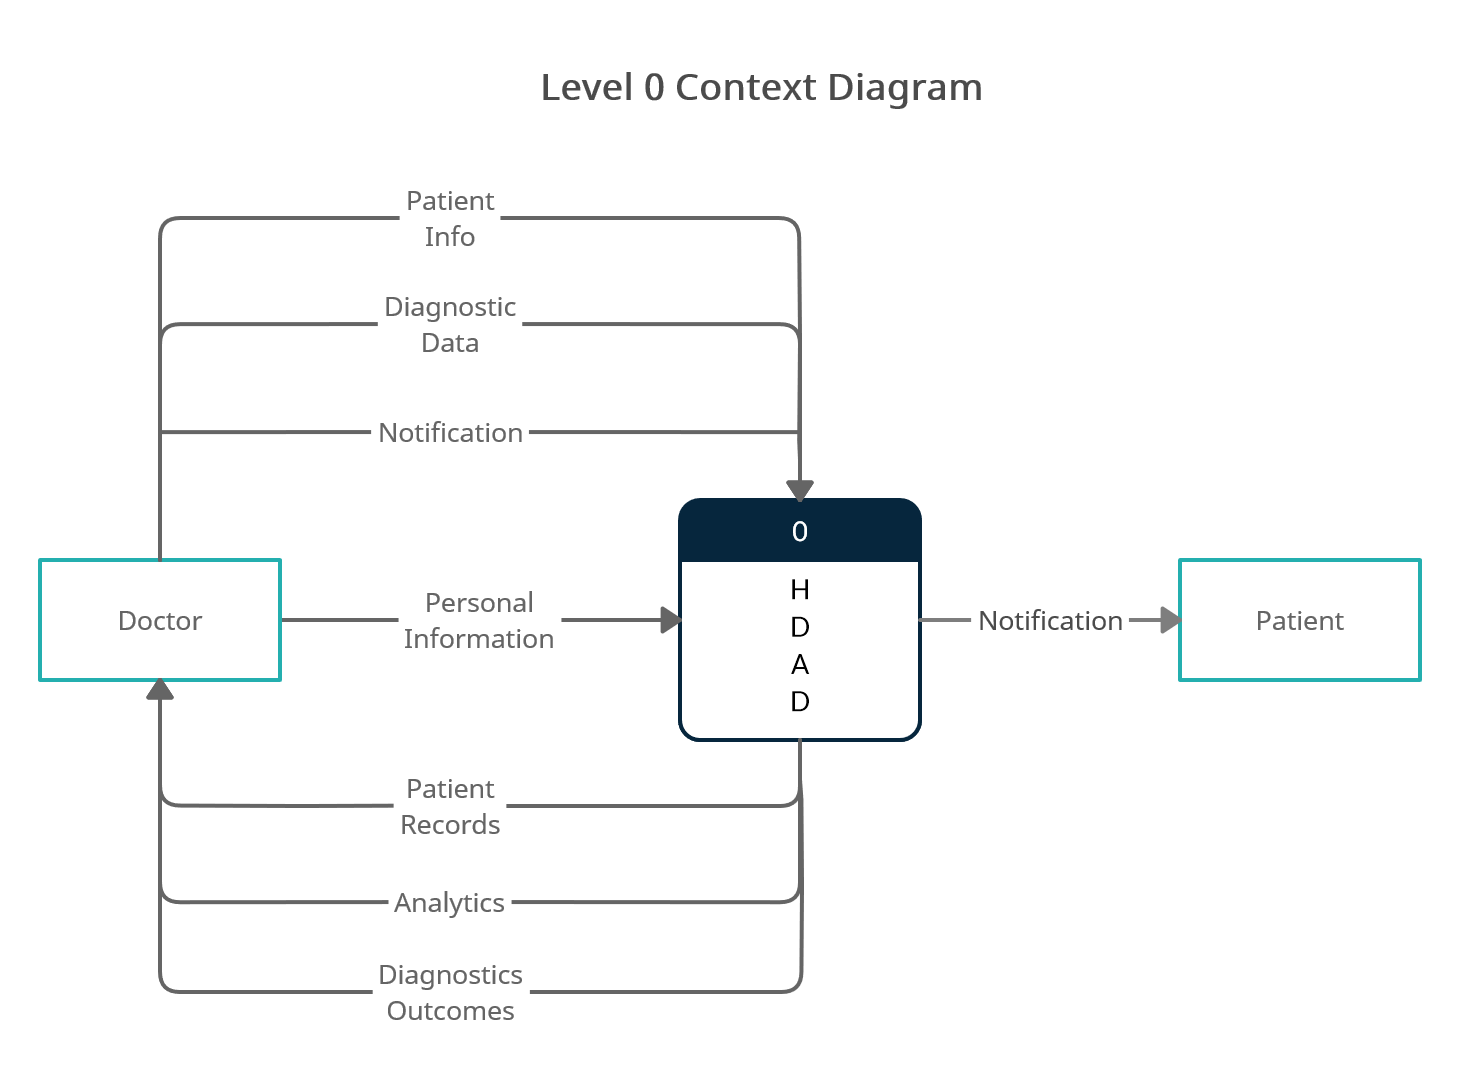 Level 0 Context Diagram
Patient
Info
Diagnostic
Data
Notification
0
H
D
A
D
Doctor
Personal
Information
Notification
Patient
Patient
Records
Analytics
Diagnostics
Outcomes